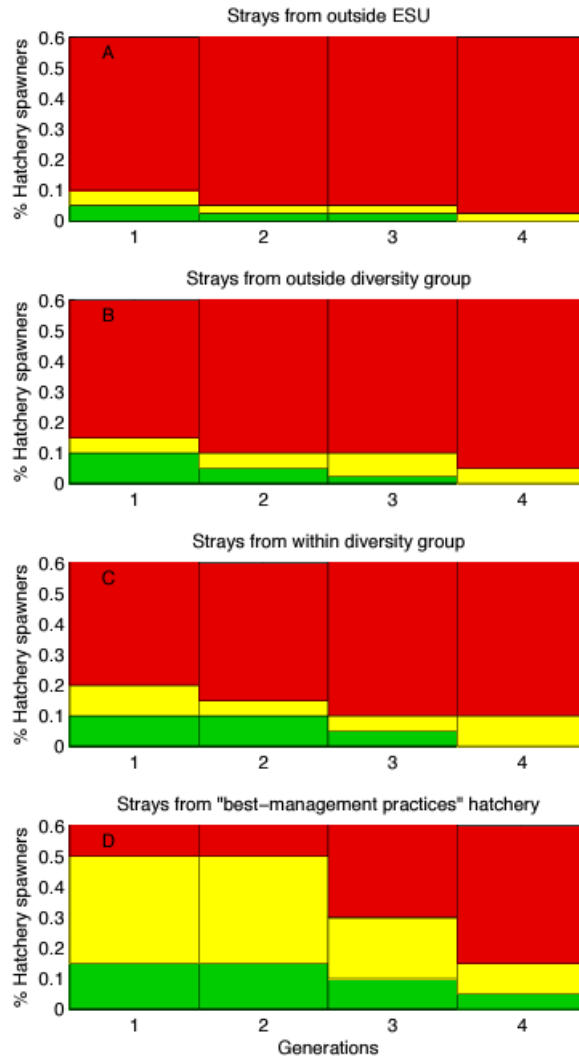 Strays from outside ESU
A
% Hatchery spawners
0.6
0.5
0.4
0.3
0.2
0.1
0
1 2 3 4
Strays from outside diversity group
B
% Hatchery spawners
0.6
0.5
0.4
0.3
0.2
0.1
0
1 2 3 4
Strays from within diversity group
C
% Hatchery spawners
0.6
0.5
0.4
0.3
0.2
0.1
0
1 2 3 4
Strays from "best−management practices" hatchery
D
% Hatchery spawners
0.6
0.5
0.4
0.3
0.2
0.1
0
1 2 3 4
Generations